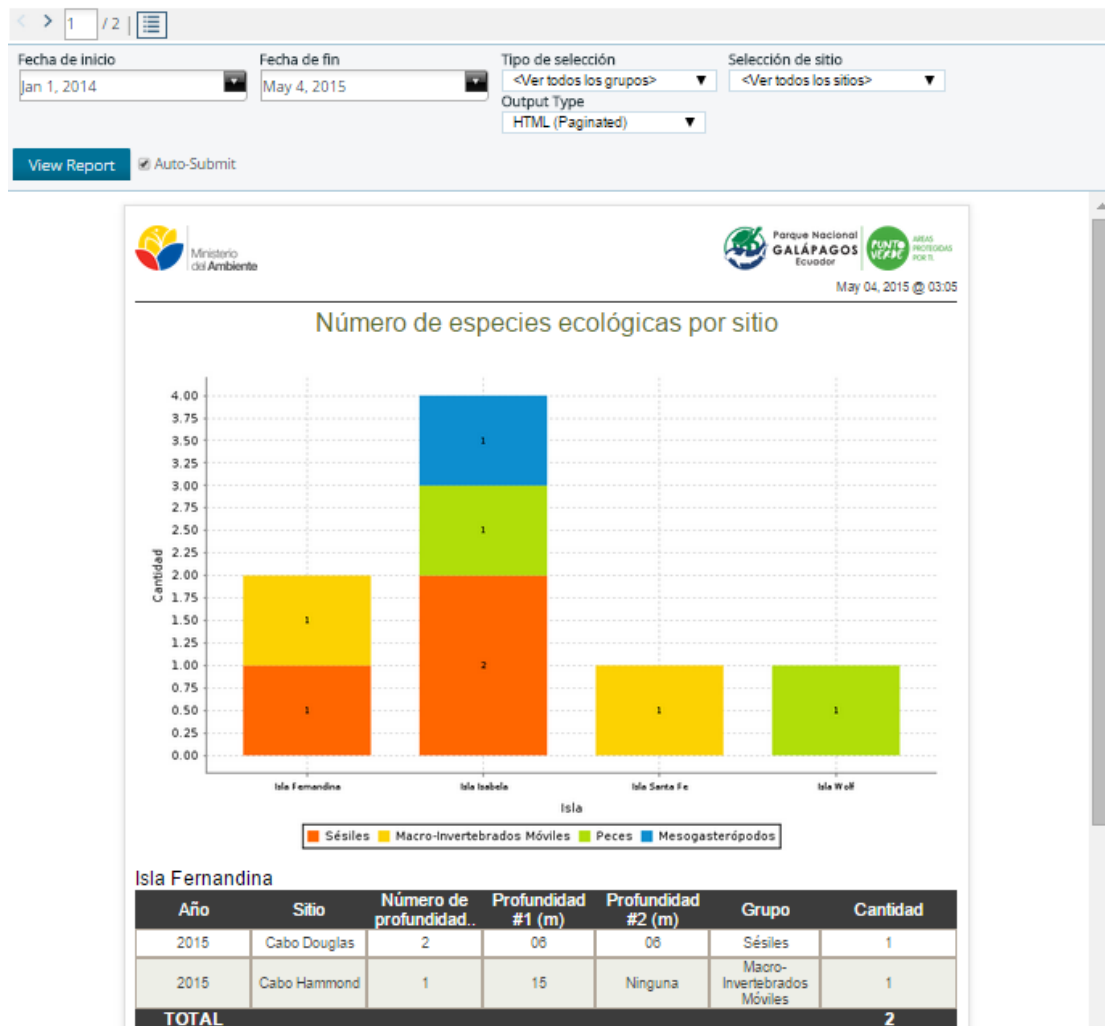 1 / 2 |
Fecha de inicio Fecha de fin Tipo de selección Selección de sitio
Jan 1, 2014 May 4, 2015 <Ver todos los grupos> <Ver todos los sitios>
Output Type
HTML (Paginated)
View Report Auto-Submit
Ministerio
del Ambiente
Parque Nacional
GALÁPAGOS
Ecuador
PUNTO
VERDE
AREAS
PROTEGIDAS
POR TI.
May 04, 2015 @ 03:05
Número de especies ecológicas por sitio
4.00
3.75
3.50
3.25
3.00
2.75
2.50
2.25
2.00
1.75
1.50
1.25
1.00
0.75
0.50
0.25
0.00
Cantidad
1
1
1
2
1
1
1
Isla Fernandina Isla Isabela Isla Santa Fe Isla Wolf
Isla
Sésiles Macro-Invertebrados Móviles Peces Mesogasterópodos
Isla Fernandina
Año Sitio Número de profundidad.. Profundidad #1 (m) Profundidad #2 (m) Grupo Cantidad
2015 Cabo Douglas 2 06 06 Sésiles 1
2015 Cabo Hammond 1 15 Ninguna Macro-Invertebrados Móviles 1
TOTAL 2